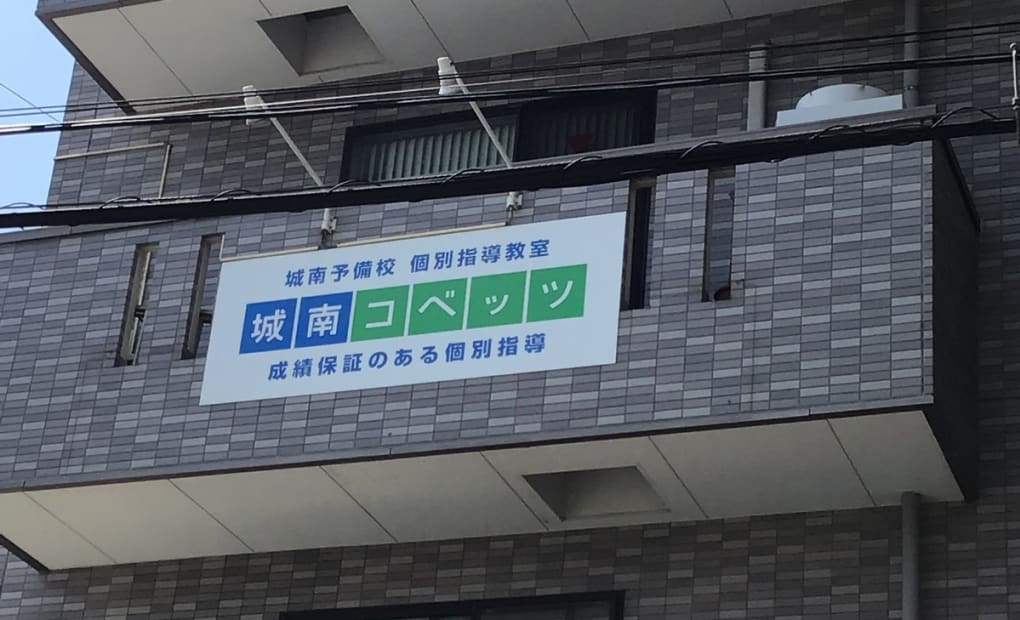 城南予備校 個別指導教室
城南コベッツ
成績保証のある個別指導